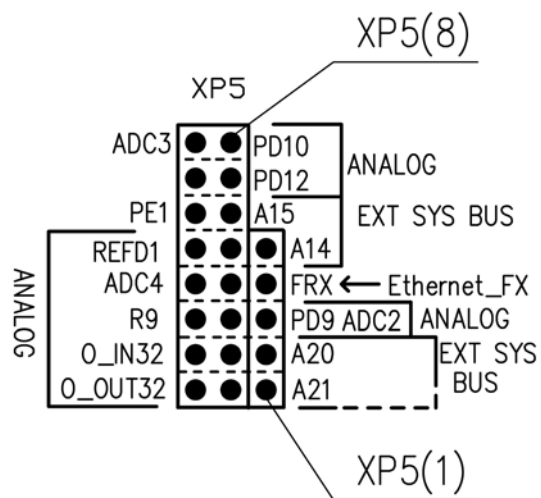 XP5(8)
XP5
ADC3 PD10
ANALOG
PD12
PE1 A15
EXT SYS BUS
REFD1 A14
ANALOG
ADC4 FRX Ethernet_FX
R9 PD9 ADC2 ANALOG
O_IN32 A20
EXT SYS
BUS
O_OUT32 A21
XP5(1)